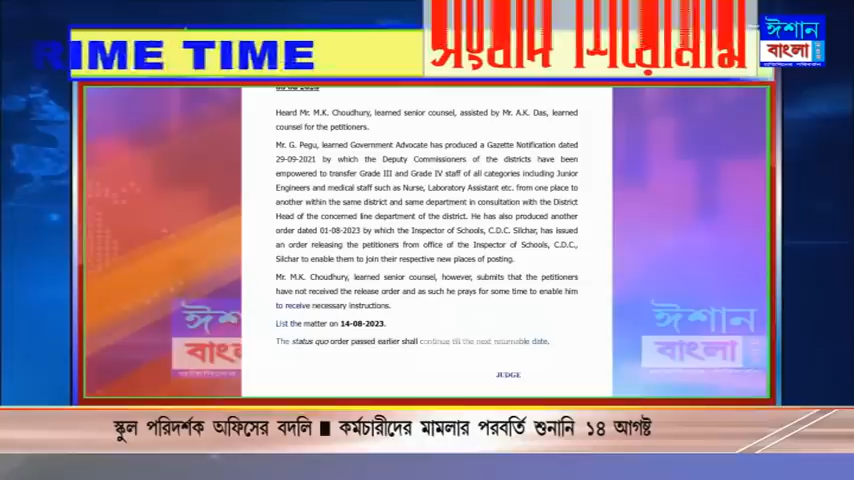 RIME TIME
সংবাদ শিরোনাম
ঈশান
বাংলা
Heard Mr. M.K. Choudhury, learned senior counsel, assisted by Mr. A.K. Das, learned
counsel for the petitioners.
Mr. G. Pegu, learned Government Advocate has produced a Gazette Notification dated
29-09-2021 by which the Deputy Commissioners of the districts have been
empowered to transfer Grade III and Grade IV staff of all categories including Junior
Engineers and medical staff such as Nurse, Laboratory Assistant etc. from one place to
another within the same district and same department in consultation with the District
Head of the concerned line department of the district. He has also produced another
order dated 01-08-2023 by which the Inspector of Schools, C.D.C. Silchar, has issued
an order releasing the petitioners from office of the Inspector of Schools, C.D.C.,
Silchar to enable them to join their respective new places of posting.
Mr. M.K. Choudhury, learned senior counsel, however, submits that the petitioners
have not received the release order and as such he prays for some time to enable him
to receive necessary instructions.
List the matter on 14-08-2023.
The status quo order passed earlier shall continue till the next returnable date.
JUDGE
ঈশান
বাংলা
ঈশান
বাংলা
স্কুল পরিদর্শক অফিসের বদলি ■ কর্মচারীদের মামলার পরবর্তি শুনানি ১৪ আগষ্ট